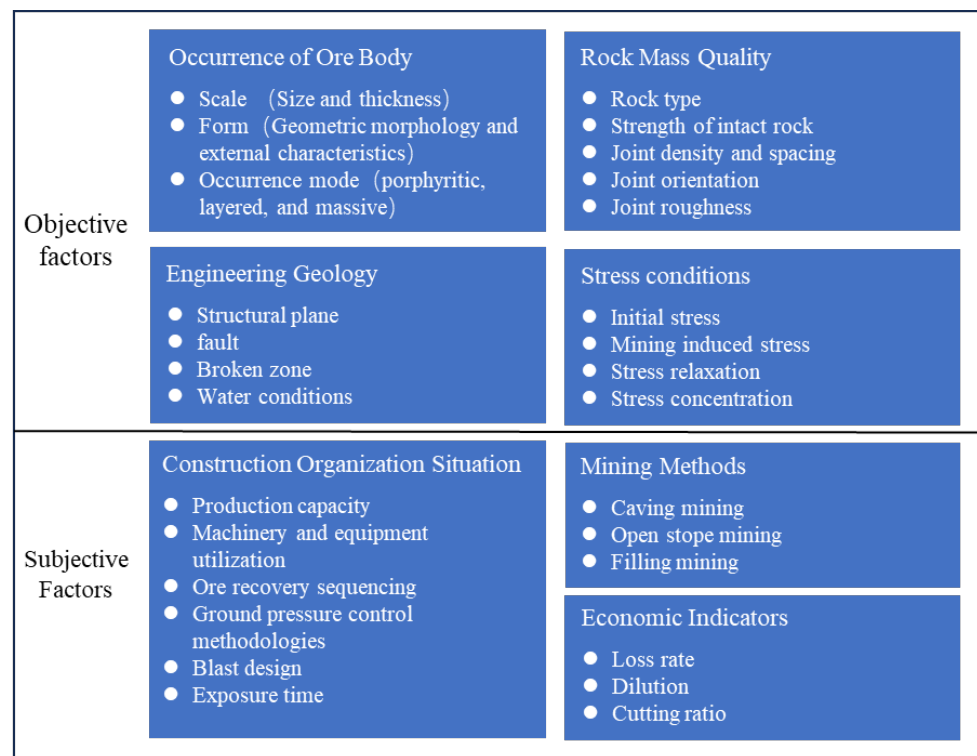 Objective
factors
Occurrence of Ore Body
● Scale （Size and thickness）
● Form（Geometric morphology and
external characteristics）
● Occurrence mode（porphyritic,
layered, and massive）
Rock Mass Quality
● Rock type
● Strength of intact rock
● Joint density and spacing
● Joint orientation
● Joint roughness
Engineering Geology
● Structural plane
● fault
● Broken zone
● Water conditions
Stress conditions
● Initial stress
● Mining induced stress
● Stress relaxation
● Stress concentration
Subjective
Factors
Construction Organization Situation
● Production capacity
● Machinery and equipment
utilization
● Ore recovery sequencing
● Ground pressure control
methodologies
● Blast design
● Exposure time
Mining Methods
● Caving mining
● Open stope mining
● Filling mining
Economic Indicators
● Loss rate
● Dilution
● Cutting ratio